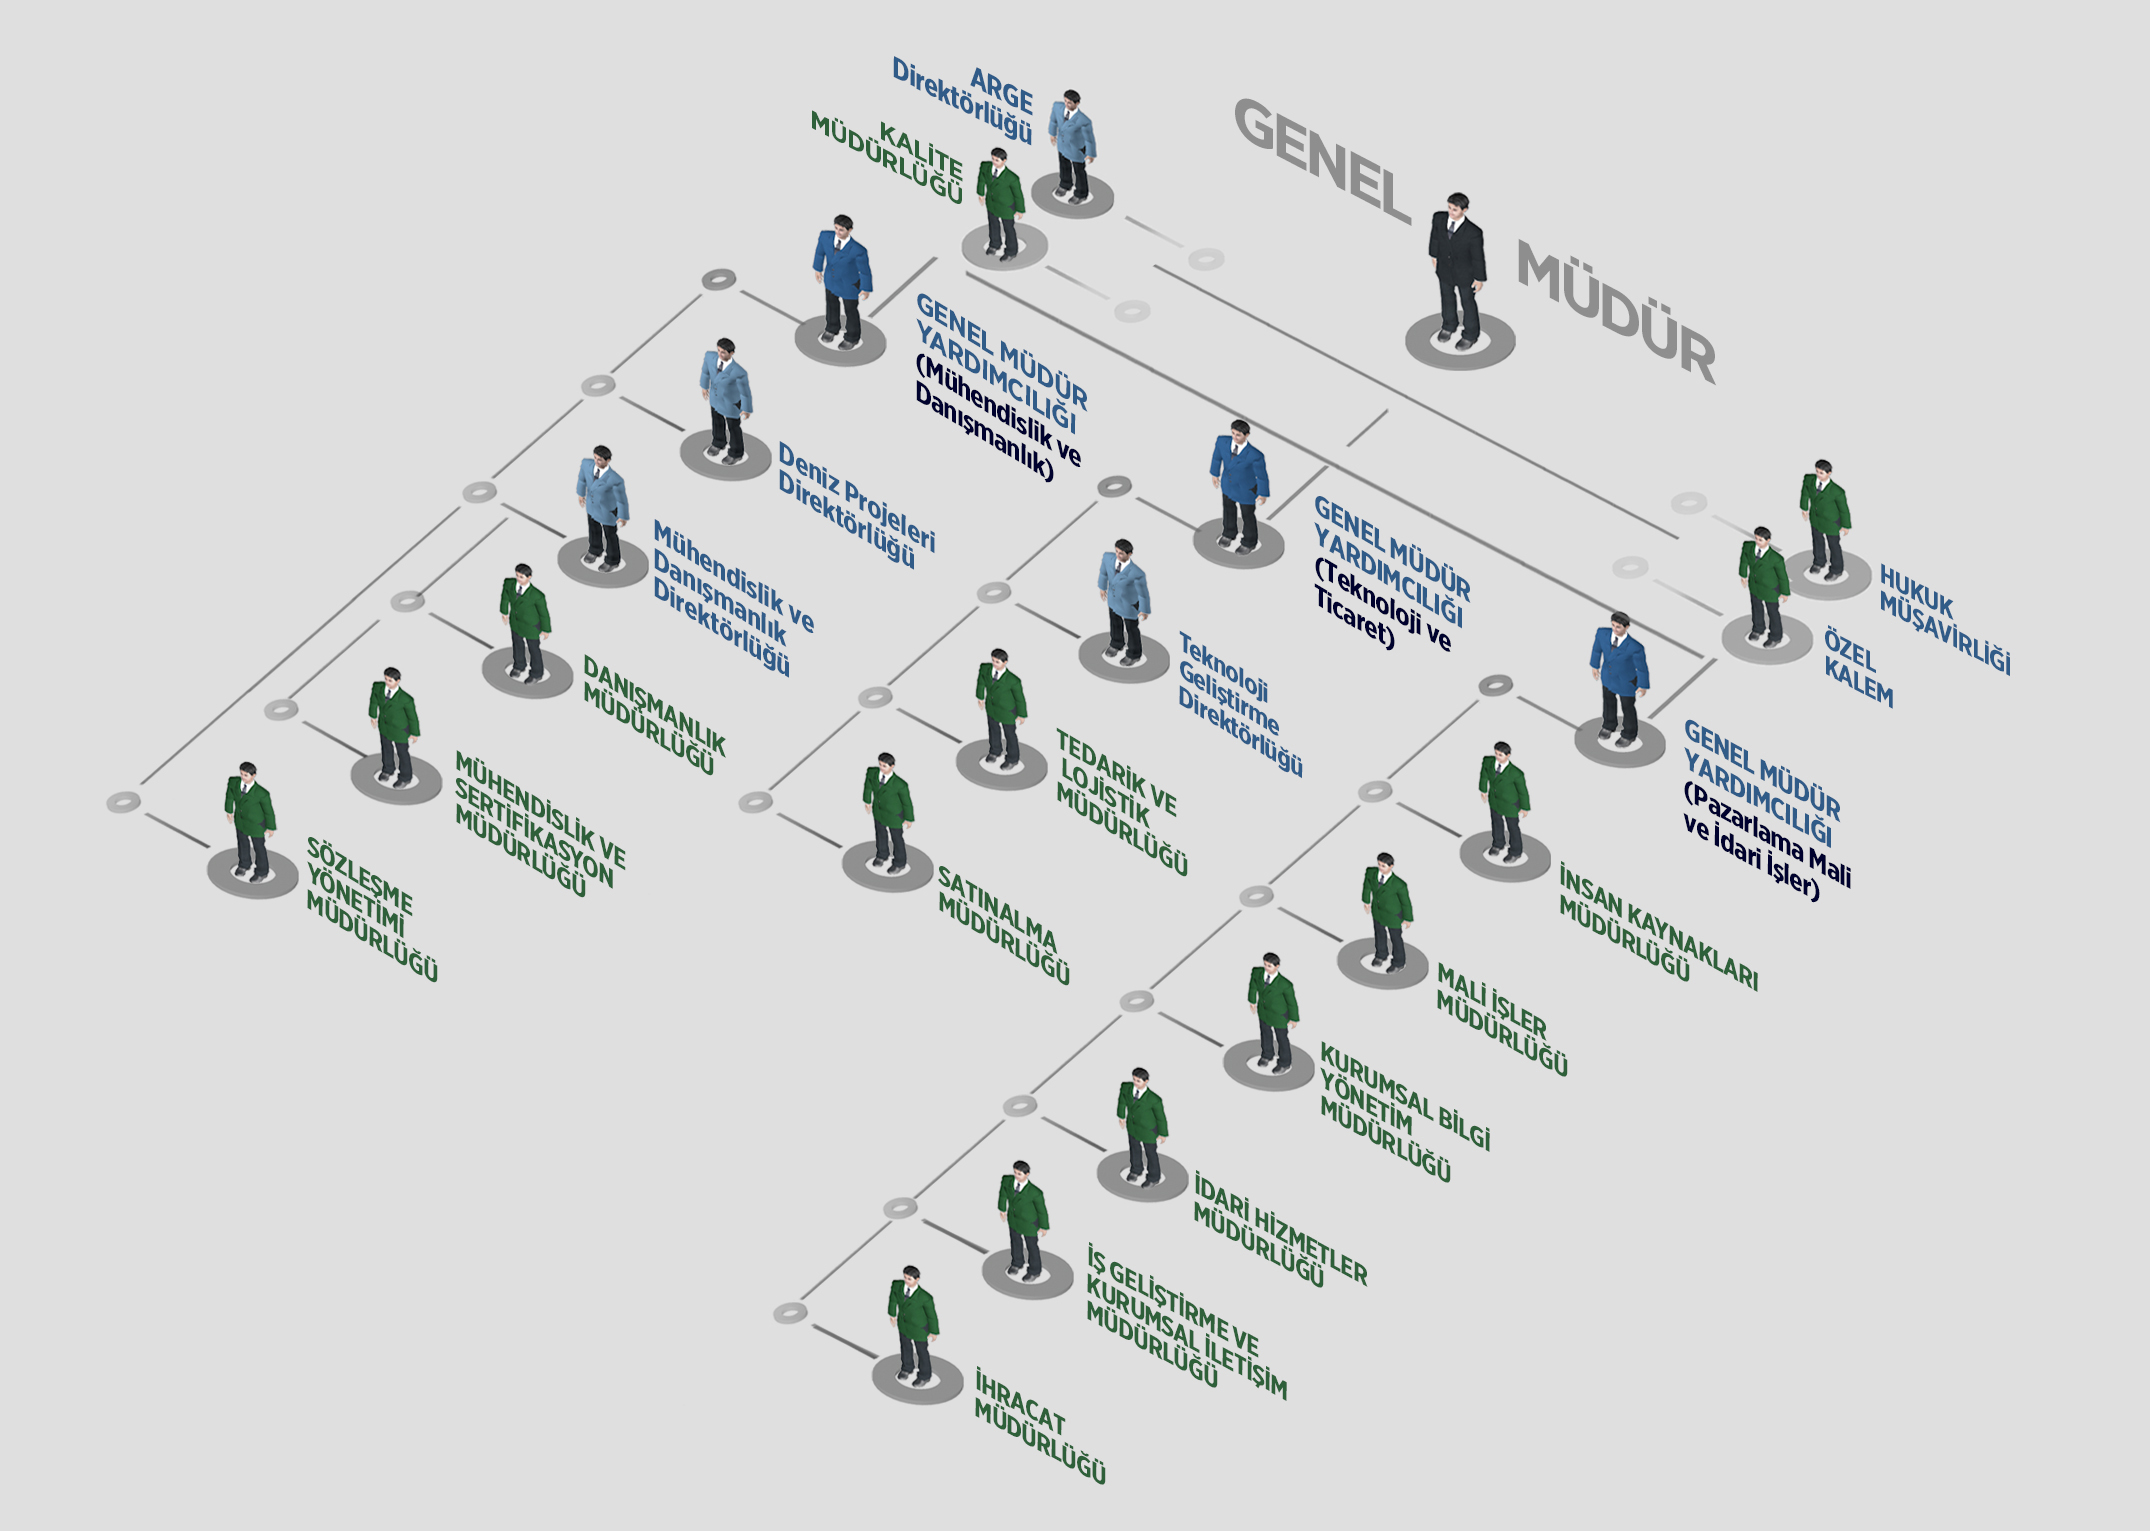 ARGE
Direktörlüğü
KALİTE
MÜDÜRLÜĞÜ
GENEL
MÜDÜR
GENEL MÜDÜR
YARDIMCILIĞI
(Mühendislik ve
Danışmanlık)
Deniz Projeleri
Direktörlüğü
Mühendislik ve
Danışmanlık
Direktörlüğü
DANIŞMANLIK
MÜDÜRLÜĞÜ
MÜHENDİSLİK VE
SERTİFİKASYON
MÜDÜRLÜĞÜ
SÖZLEŞME
YÖNETİMİ
MÜDÜRLÜĞÜ
GENEL MÜDÜR
YARDIMCILIĞI
(Teknoloji ve
Ticaret)
Teknoloji
Geliştirme
Direktörlüğü
TEDARİK VE
LOJİSTİK
MÜDÜRLÜĞÜ
SATINALMA
MÜDÜRLÜĞÜ
HUKUK
MÜŞAVİRLİĞİ
ÖZEL
KALEM
GENEL MÜDÜR
YARDIMCILIĞI
(Pazarlama Mali
ve İdari İşler)
İNSAN KAYNAKLARI
MÜDÜRLÜĞÜ
MALİ İŞLER
MÜDÜRLÜĞÜ
KURUMSAL BİLGİ
YÖNETİM
MÜDÜRLÜĞÜ
İDARİ HİZMETLER
MÜDÜRLÜĞÜ
İŞ GELİŞTİRME VE
KURUMSAL İLETİŞİM
MÜDÜRLÜĞÜ
İHRACAT
MÜDÜRLÜĞÜ